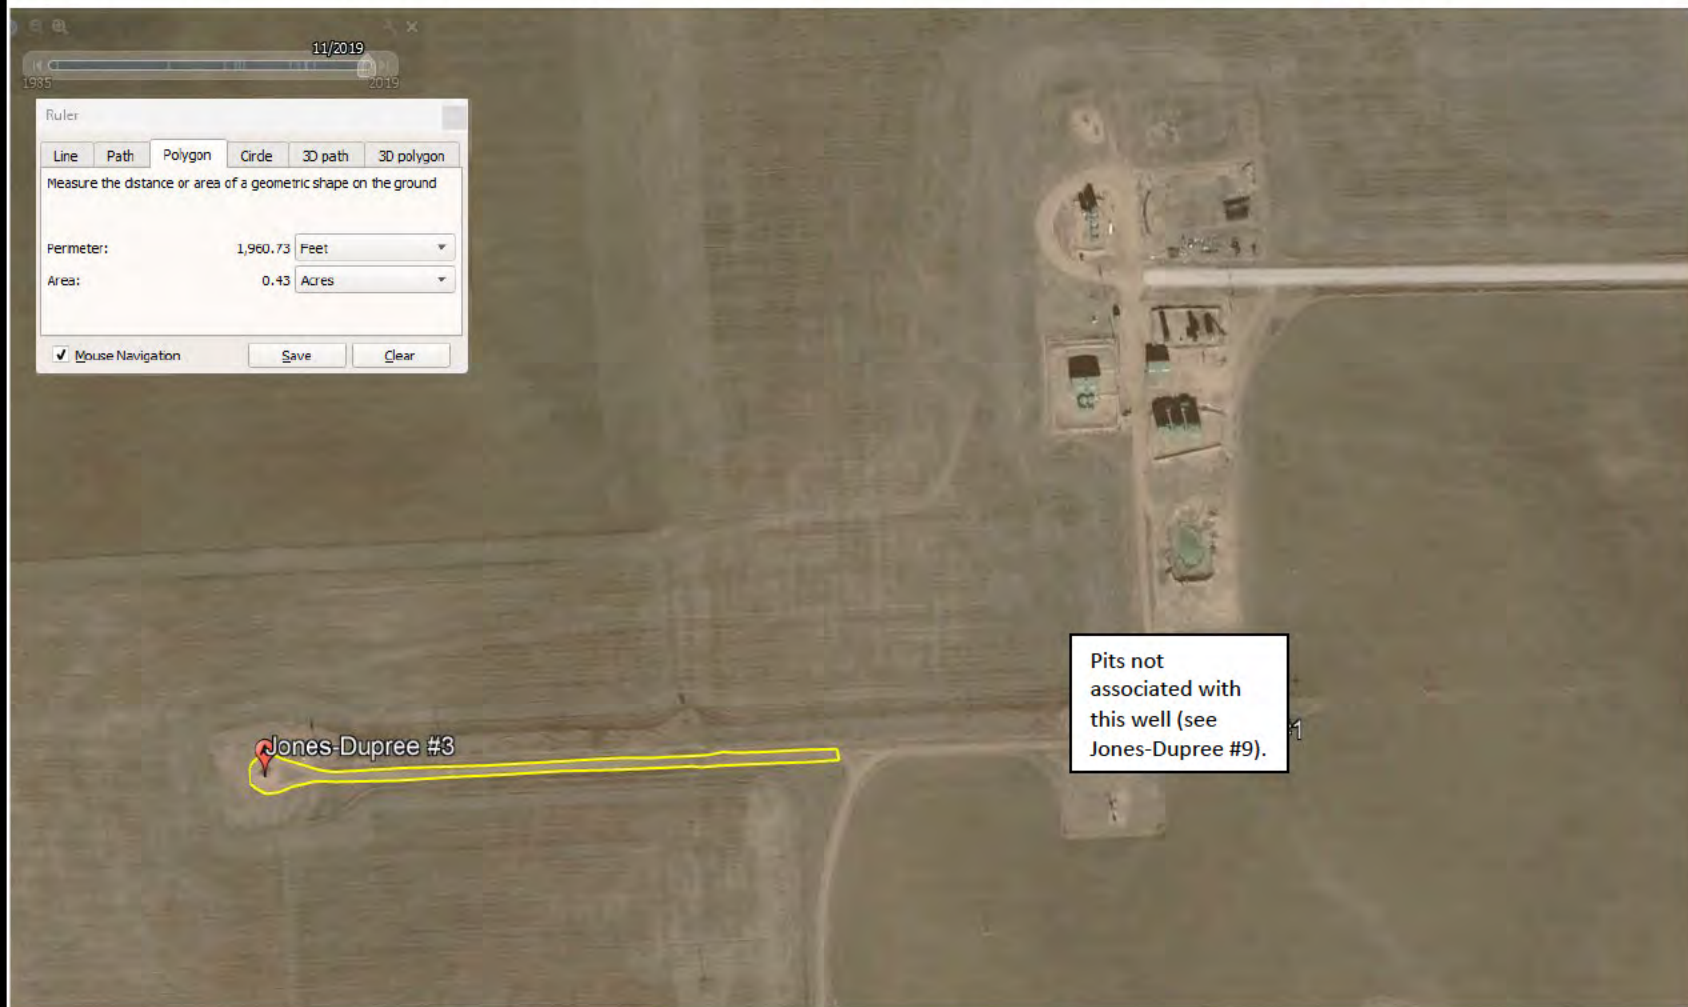 11/2019
1985
2019
Ruler
Line Path Polygon Circle 3D path 3D polygon
Measure the distance or area of a geometric shape on the ground
Perimeter: 1,960.73 Feet
Area: 0.43 Acres
Mouse Navigation Save Clear
Pits not
associated with
this well (see
Jones-Dupree #9).
Jones-Dupree #3